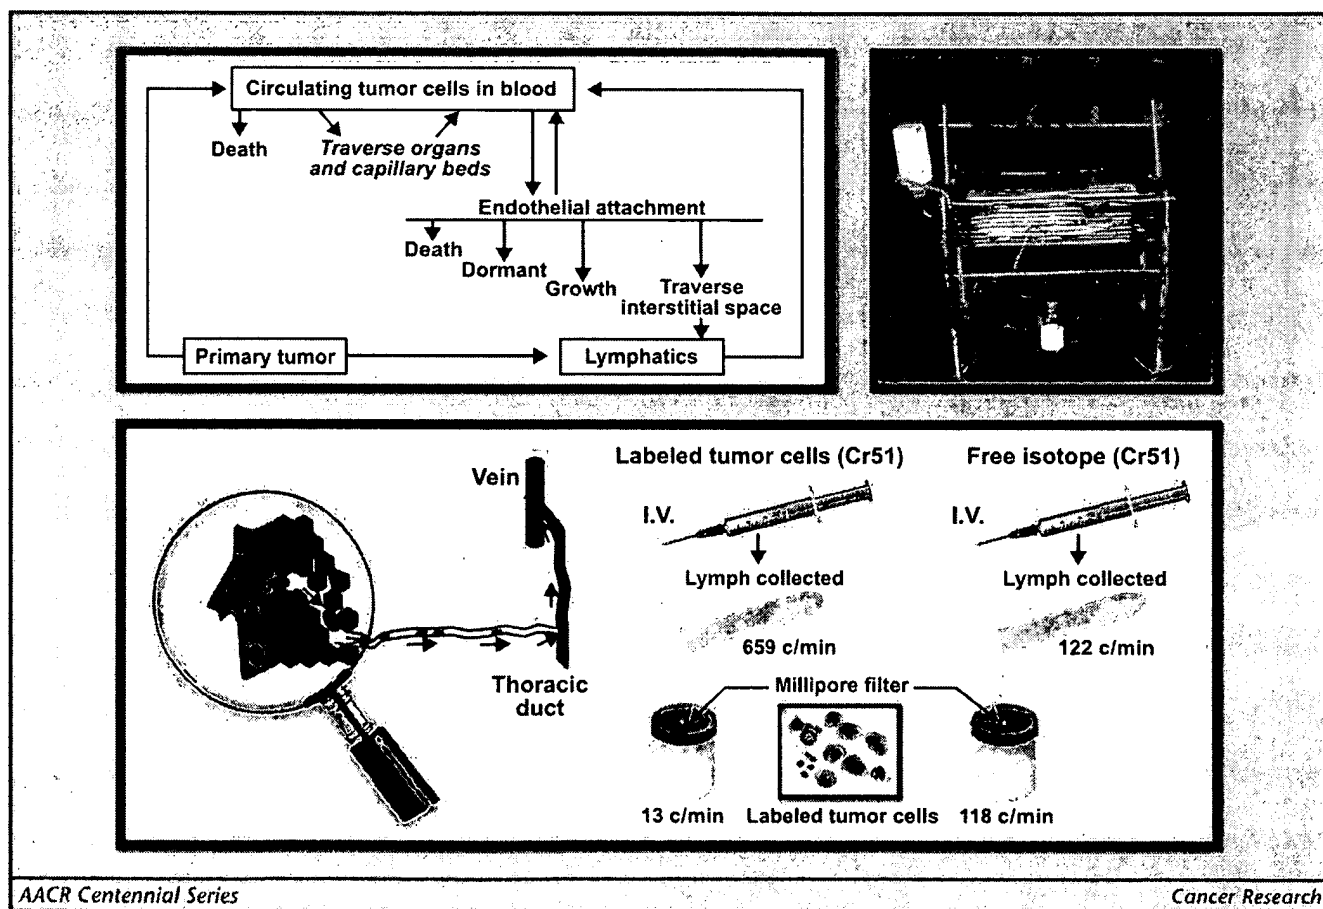 Circulating tumor cells in blood
Death
Traverse organs
and capillary beds
Endothelial attachment
Death
Dormant
Growth
Traverse
interstitial space
Primary tumor
Lymphatics
Vein
Thoracic
duct
Labeled tumor cells (Cr51)
I.V.
Lymph collected
659 c/min
Free isotope (Cr51)
I.V.
Lymph collected
122 c/min
Millipore filter
13 c/min
Labeled tumor cells
118 c/min
AACR Centennial Series
Cancer Research